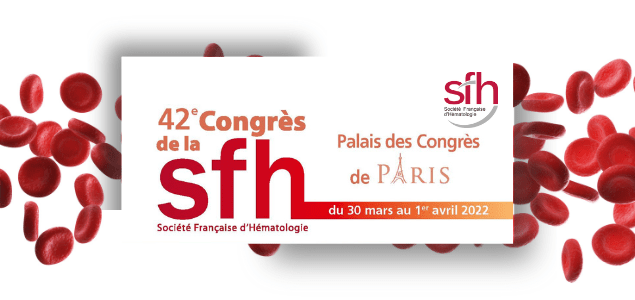 42e Congrès
de la
sfh
Société Française d'Hématologie
sfh
Société Française
d'Hématologie
Palais des Congrès
de PARIS
du 30 mars au 1er avril 2022